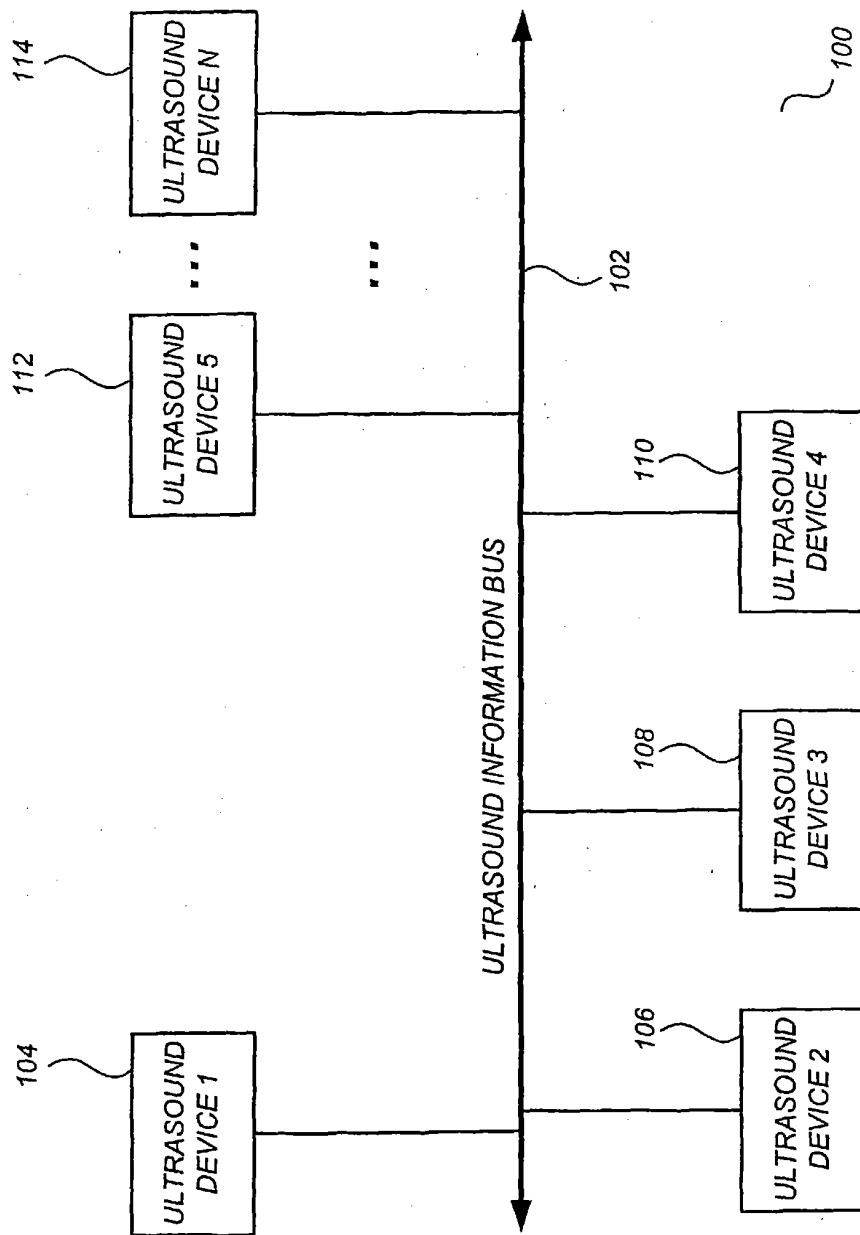 104
ULTRASOUND
DEVICE 1
112
ULTRASOUND
DEVICE 5
...
114
ULTRASOUND
DEVICE N
...
ULTRASOUND INFORMATION BUS
102
106
ULTRASOUND
DEVICE 2
108
ULTRASOUND
DEVICE 3
110
ULTRASOUND
DEVICE 4
100